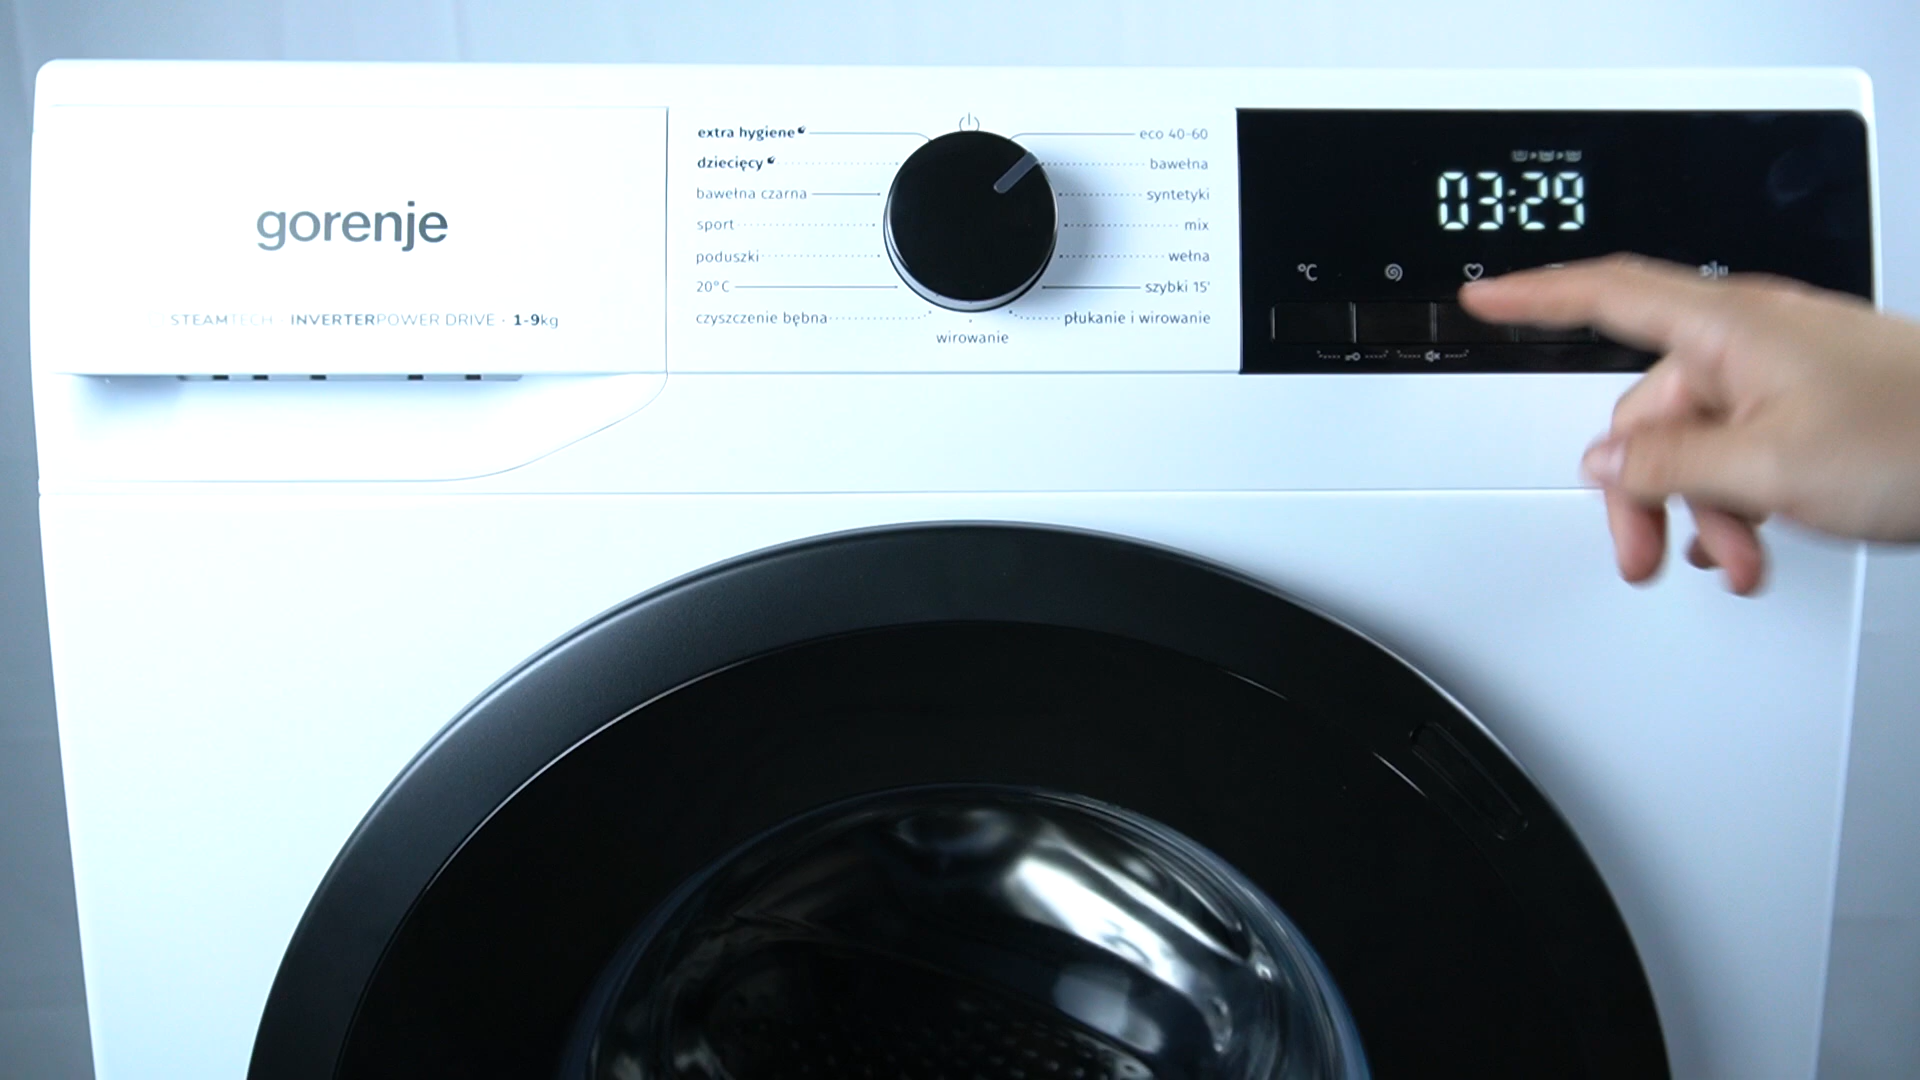 gorenje
STEAMTECH · INVERTERPOWER DRIVE · 1-9kg
extra hygiene
dziecięcy
bawełna czarna
sport
poduszki
20°C
czyszczenie bębna
wirowanie
eco 40-60
bawełna
syntetyki
mix
wełna
szybki 15'
płukanie i wirowanie
03:29
°C